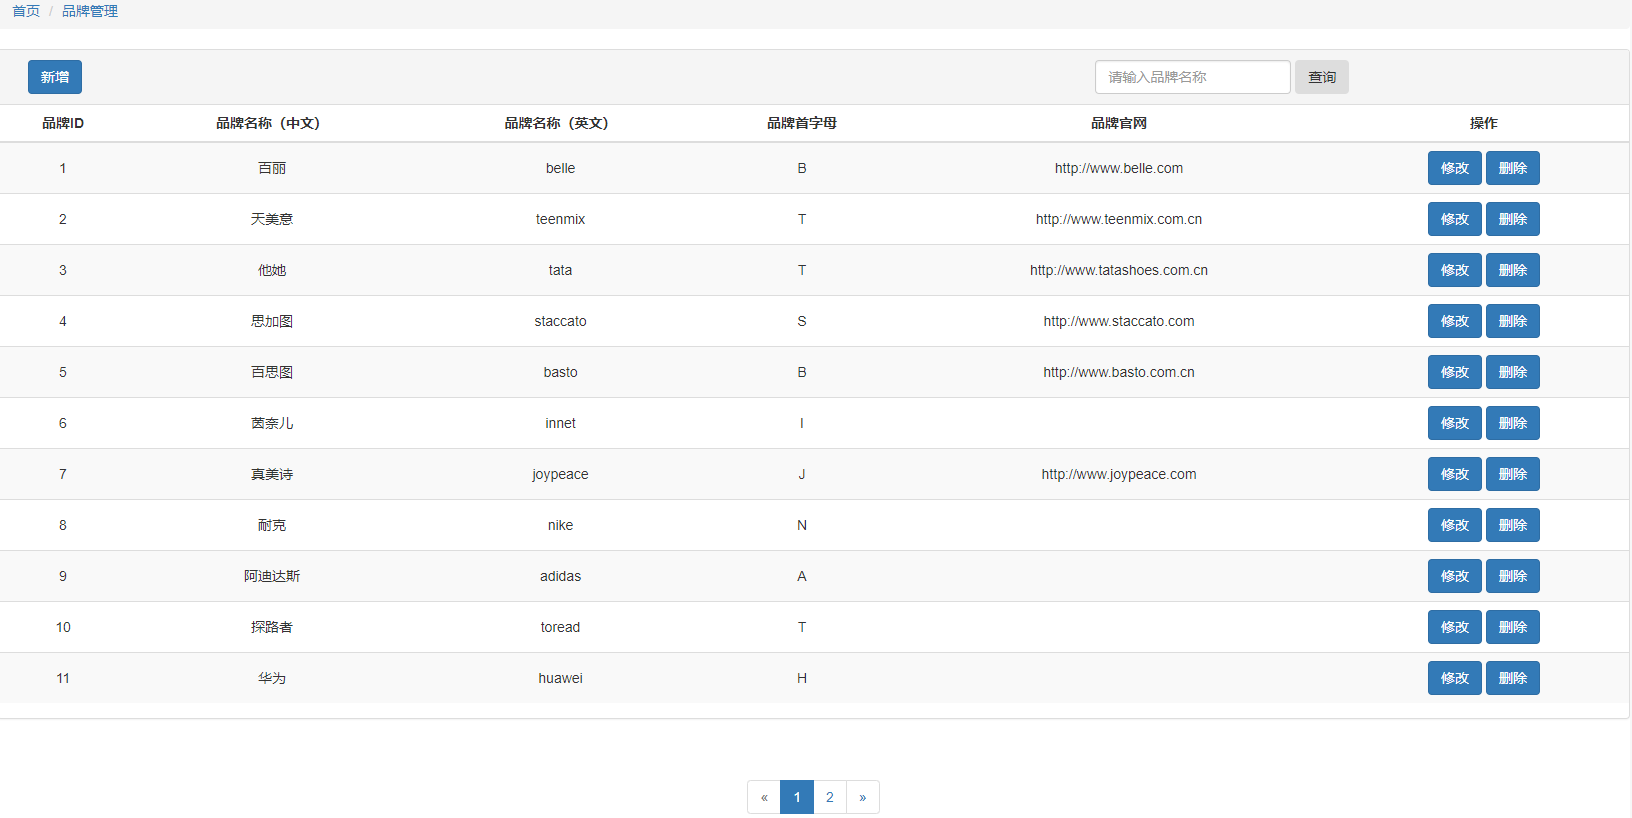 首页 / 品牌管理
新增 请输入品牌名称 查询
品牌ID 品牌名称（中文） 品牌名称（英文） 品牌首字母 品牌官网 操作
1 百丽 belle B http://www.belle.com 修改 删除
2 天美意 teenmix T http://www.teenmix.com.cn 修改 删除
3 他她 tata T http://www.tatashoes.com.cn 修改 删除
4 思加图 staccato S http://www.staccato.com 修改 删除
5 百思图 basto B http://www.basto.com.cn 修改 删除
6 茵奈儿 innet I 修改 删除
7 真美诗 joypeace J http://www.joypeace.com 修改 删除
8 耐克 nike N 修改 删除
9 阿迪达斯 adidas A 修改 删除
10 探路者 toread T 修改 删除
11 华为 huawei H 修改 删除
« 1 2 »